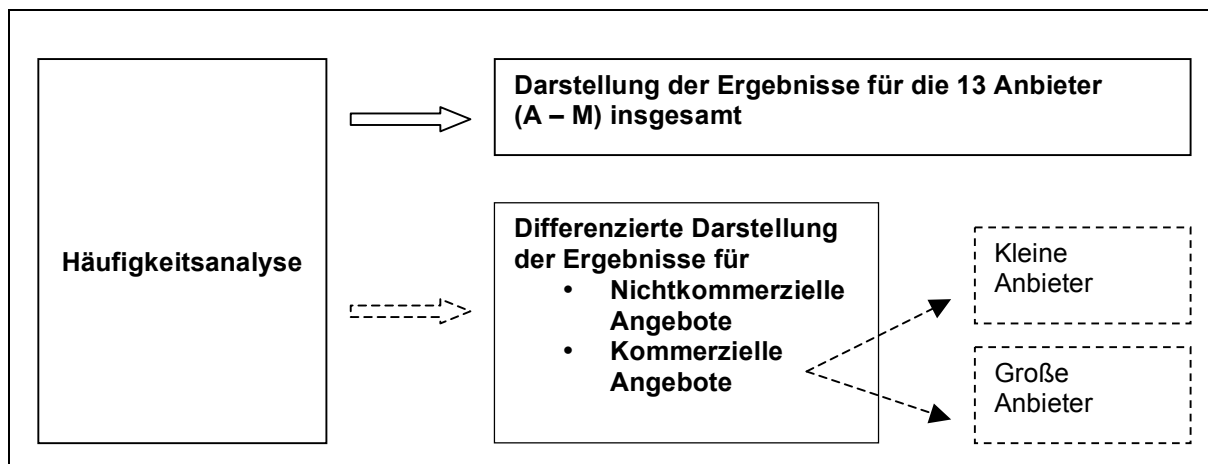 Häufigkeitsanalyse
Darstellung der Ergebnisse für die 13 Anbieter
(A – M) insgesamt
Differenzierte Darstellung
der Ergebnisse für
• Nichtkommerzielle
Angebote
• Kommerzielle
Angebote
Kleine
Anbieter
Große
Anbieter